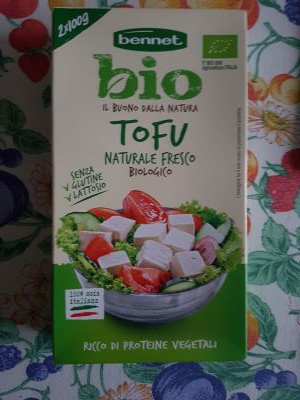 2x100g
bennet
bio
IL BUONO DALLA NATURA
TOFU
NATURALE FRESCO
BIOLOGICO
SENZA
GLUTINE
LATTOSIO
100% soia
italiana
RICCO DI PROTEINE VEGETALI